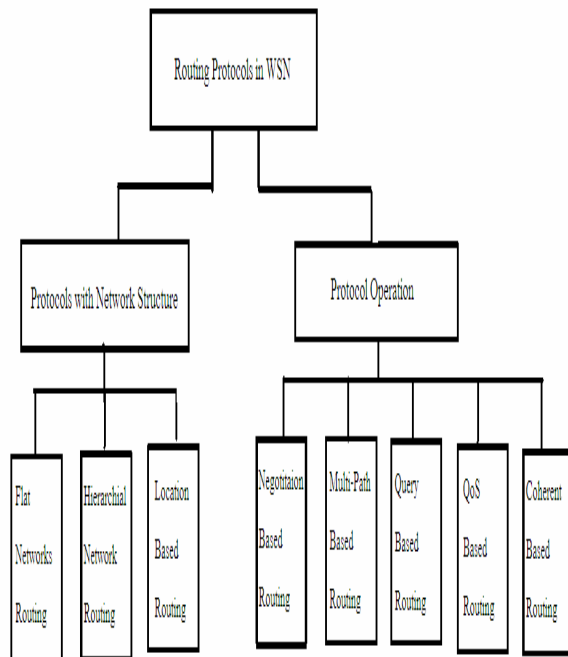 Routing Protocols in WSN
Protocols with Network Structure
Protocol Operation
Flat
Networks
Routing
Hierarchial
Network
Routing
Location
Based
Routing
Negotitaion
Based
Routing
Multi-Path
Based
Routing
Query
Based
Routing
QoS
Based
Routing
Coherent
Based
Routing